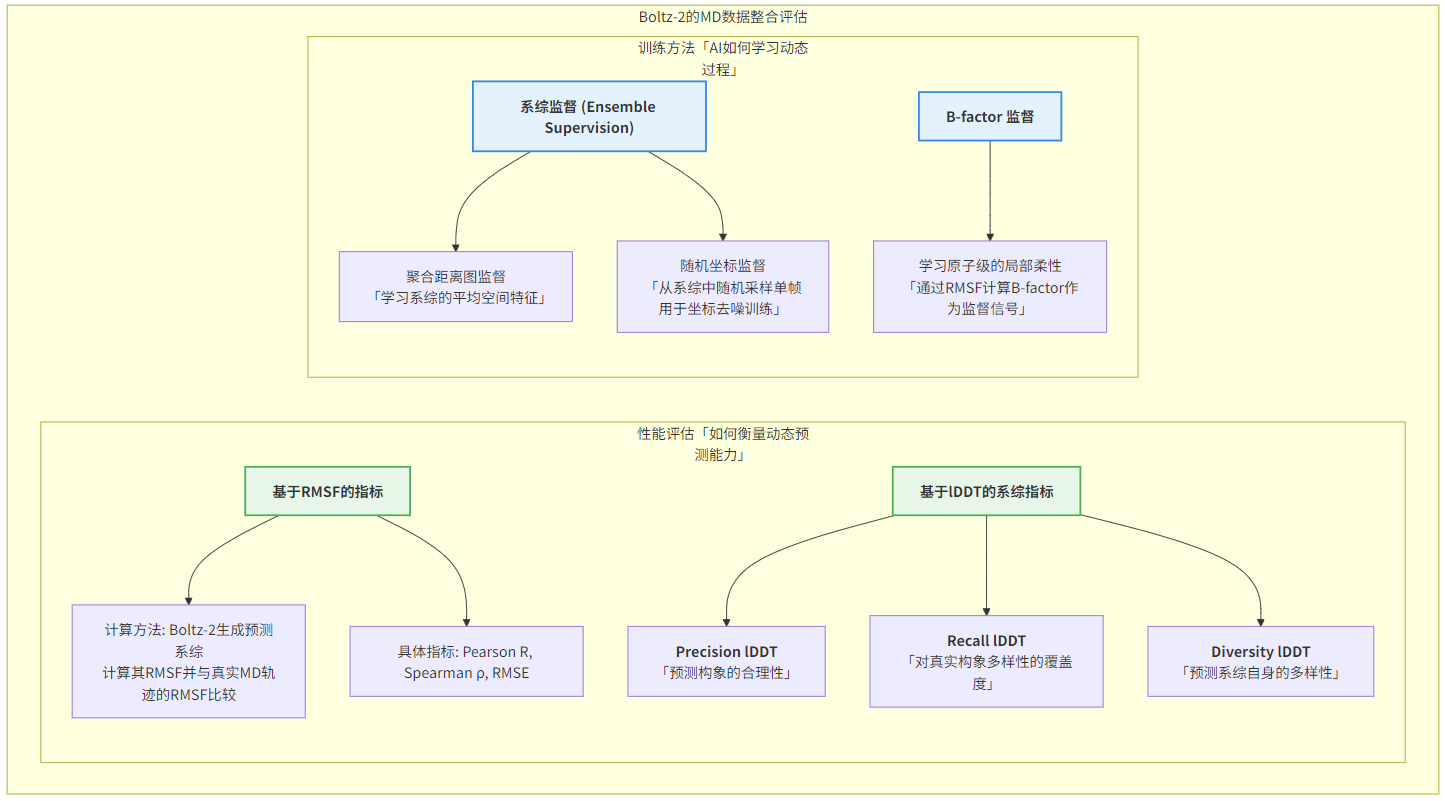 Boltz-2的MD数据整合评估
训练方法「AI如何学习动态
过程」
系综监督 (Ensemble
Supervision)
B-factor 监督
聚合距离图监督
「学习系综的平均空间特征」
随机坐标监督
「从系综中随机采样单帧
用于坐标去噪训练」
学习原子级的局部柔性
「通过RMSF计算B-factor作
为监督信号」
性能评估「如何衡量动态预
测能力」
基于RMSF的指标
基于lDDT的系综指标
计算方法: Boltz-2生成预测
系综
计算其RMSF并与真实MD轨
迹的RMSF比较
具体指标: Pearson R,
Spearman ρ, RMSE
Precision lDDT
「预测构象的合理性」
Recall lDDT
「对真实构象多样性的覆盖
度」
Diversity lDDT
「预测系综自身的多样性」